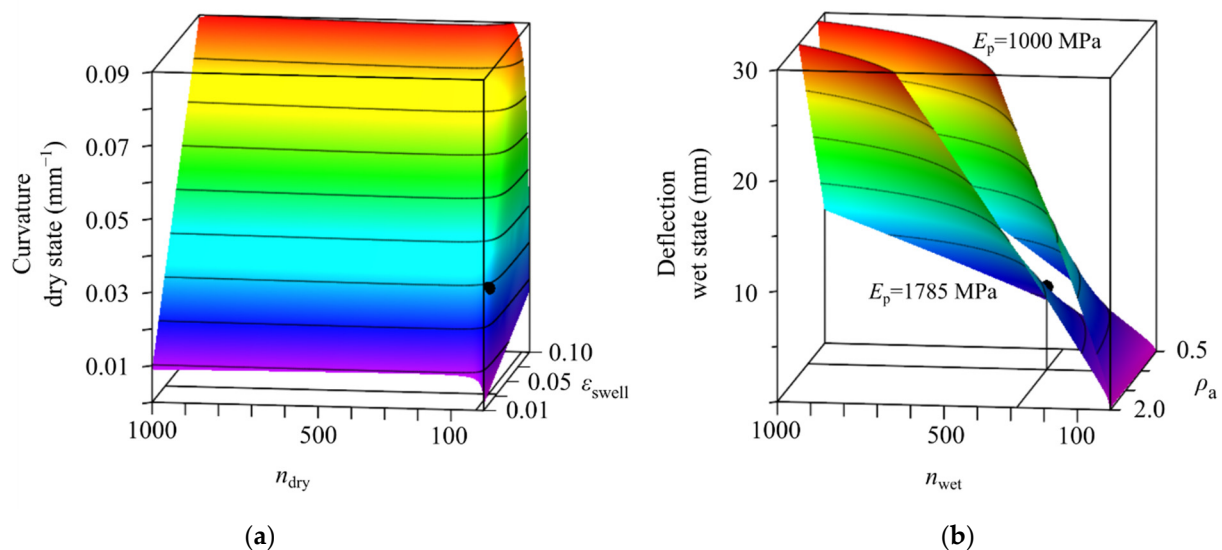 Curvature
dry state (mm⁻¹)
0.09
0.07
0.05
0.03
0.01
1000
500
100
n_dry
0.10
0.05
0.01
ε_swell
(a)
Deflection
wet state (mm)
30
20
10
1000
500
100
n_wet
0.5
2.0
ρ_a
E_p=1000 MPa
E_p=1785 MPa
(b)